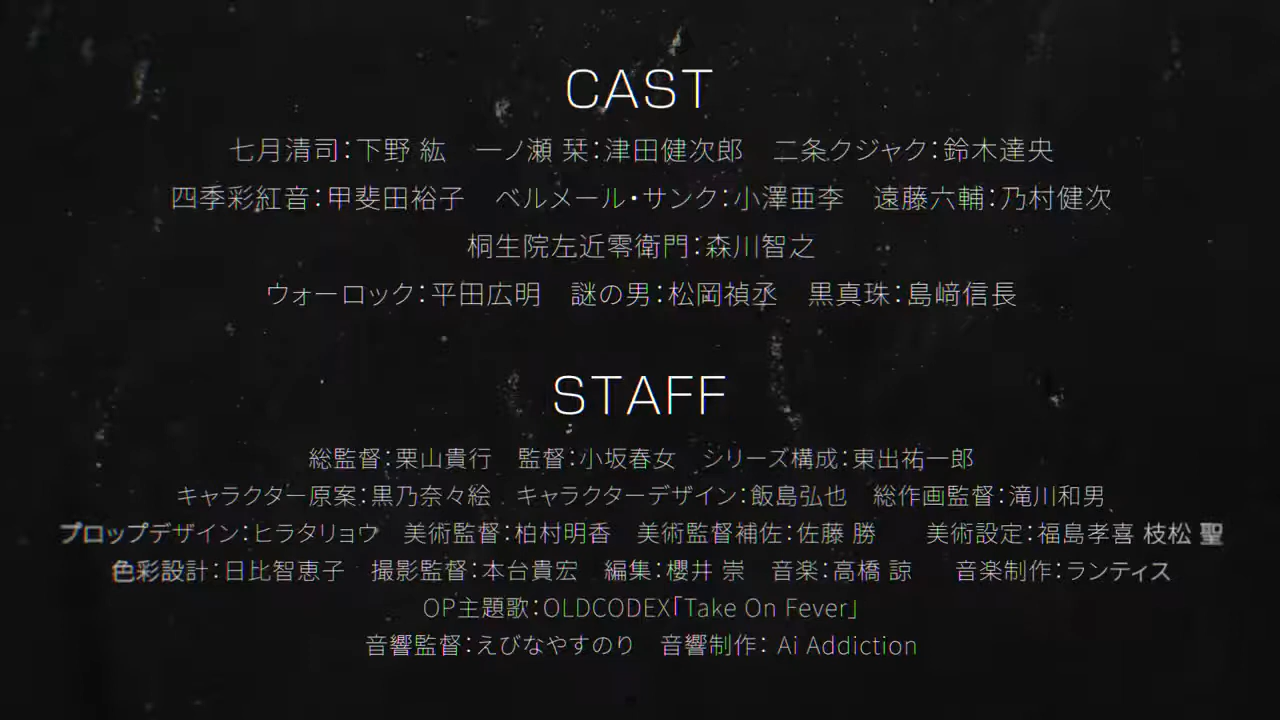 CAST
七月清司：下野 紘　一ノ瀬 栞：津田健次郎　二条クジャク：鈴木達央
四季彩紅音：甲斐田裕子　ベルメール・サンク：小澤亜李　遠藤六輔：乃村健次
桐生院左近零衛門：森川智之
ウォーロック：平田広明　謎の男：松岡禎丞　黒真珠：島﨑信長
STAFF
総監督：栗山貴行　監督：小坂春女　シリーズ構成：東出祐一郎
キャラクター原案：黒乃奈々絵　キャラクターデザイン：飯島弘也　総作画監督：滝川和男
プロップデザイン：ヒラタリョウ　美術監督：柏村明香　美術監督補佐：佐藤 勝　美術設定：福島孝喜 枝松 聖
色彩設計：日比智恵子　撮影監督：本台貴宏　編集：櫻井 崇　音楽：高橋 諒　音楽制作：ランティス
OP主題歌：OLDCODEX「Take On Fever」
音響監督：えびなやすのり　音響制作： Ai Addiction